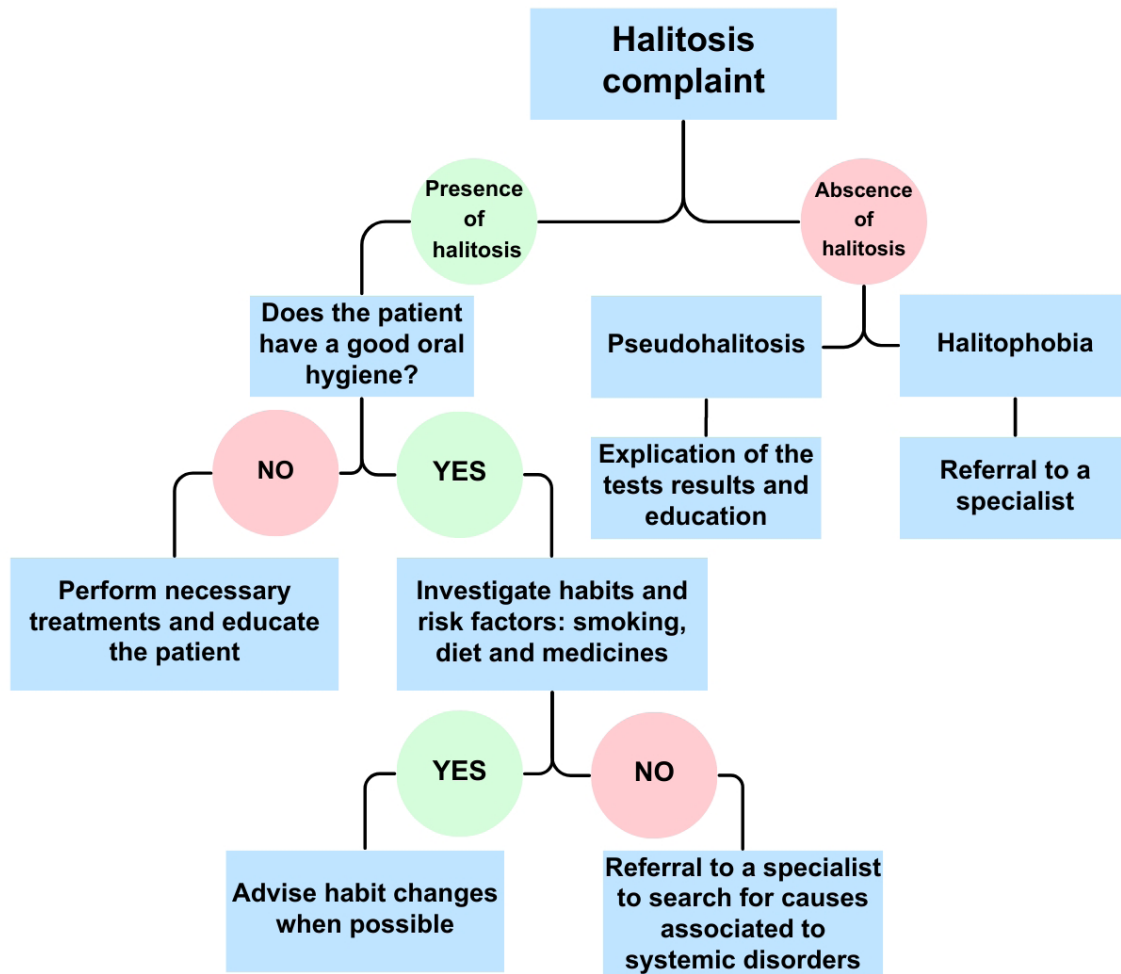 Halitosis
complaint
Presence
of
halitosis
Abscence
of
halitosis
Does the patient
have a good oral
hygiene?
Pseudohalitosis
Halitophobia
NO
YES
Explication of the
tests results and
education
Referral to a
specialist
Perform necessary
treatments and educate
the patient
Investigate habits and
risk factors: smoking,
diet and medicines
YES
NO
Advise habit changes
when possible
Referral to a specialist
to search for causes
associated to
systemic disorders